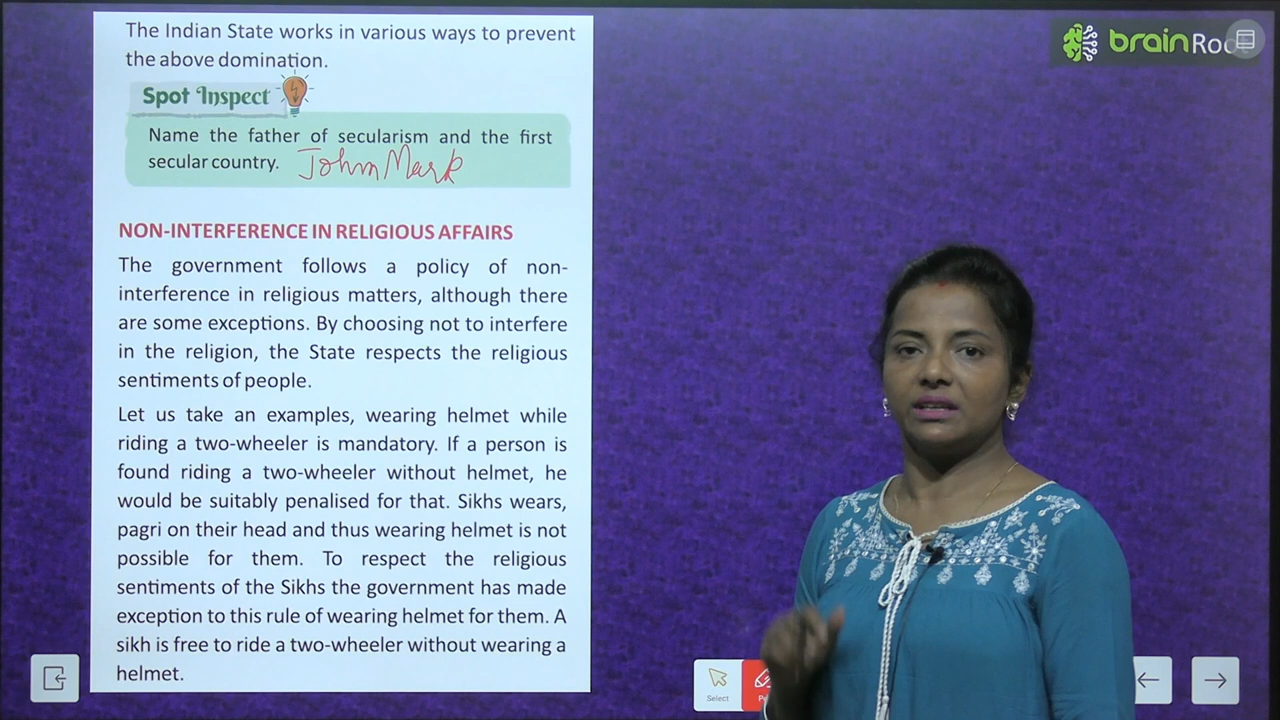 The Indian State works in various ways to prevent
the above domination.
Spot Inspect
Name the father of secularism and the first
secular country. John Mark
NON-INTERFERENCE IN RELIGIOUS AFFAIRS
The government follows a policy of non-
interference in religious matters, although there
are some exceptions. By choosing not to interfere
in the religion, the State respects the religious
sentiments of people.
Let us take an examples, wearing helmet while
riding a two-wheeler is mandatory. If a person is
found riding a two-wheeler without helmet, he
would be suitably penalised for that. Sikhs wears,
pagri on their head and thus wearing helmet is not
possible for them. To respect the religious
sentiments of the Sikhs the government has made
exception to this rule of wearing helmet for them. A
sikh is free to ride a two-wheeler without wearing a
helmet.
brain
Select